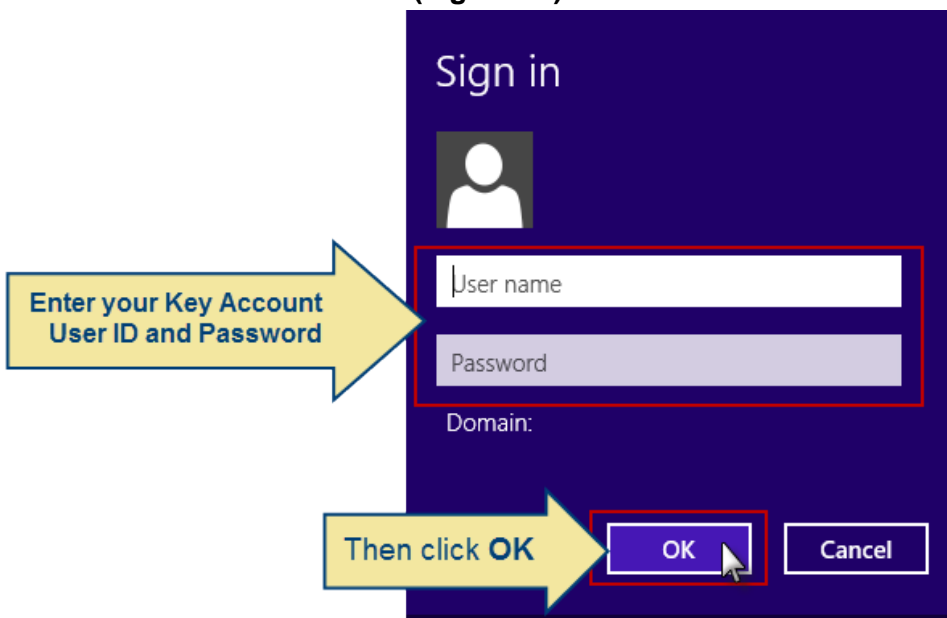 Sign in
User name
Enter your Key Account
User ID and Password
Password
Domain:
Then click OK
OK
Cancel